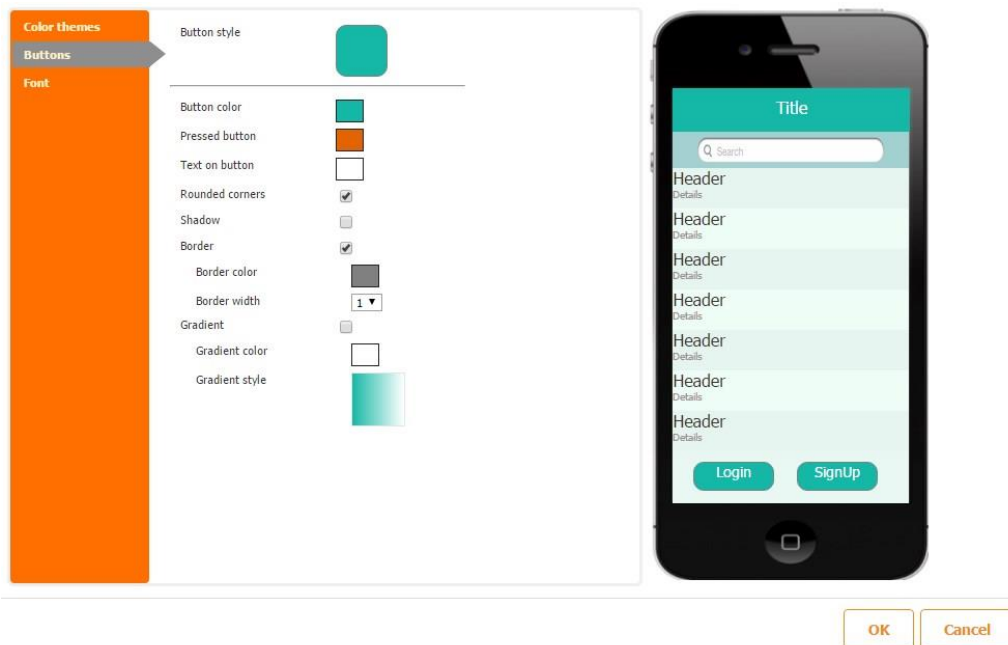 Color themes
Buttons
Font
Button style
Button color
Pressed button
Text on button
Rounded corners
Shadow
Border
Border color
Border width 1
Gradient
Gradient color
Gradient style
Title
Search
Header
Details
Header
Details
Header
Details
Header
Details
Header
Details
Header
Details
Header
Details
Login SignUp
OK Cancel